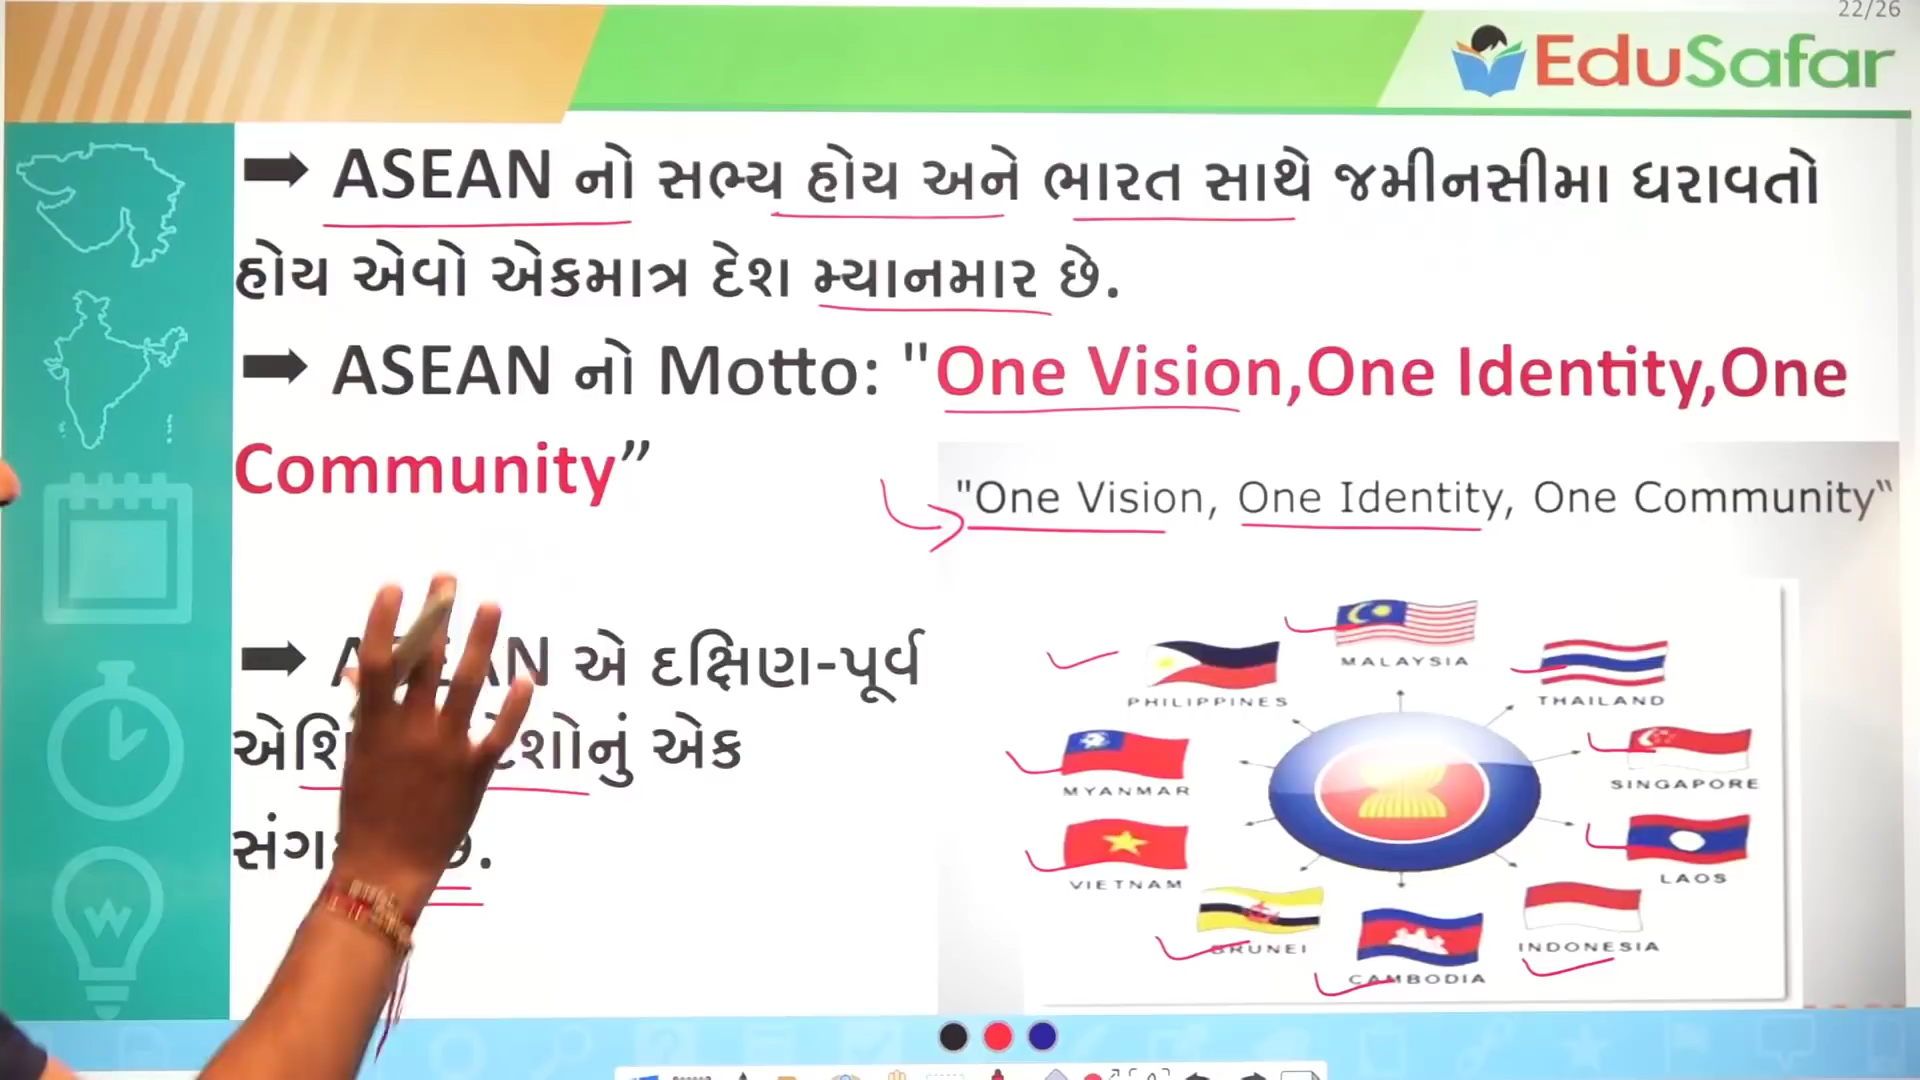 22/26
EduSafar
➡ ASEAN નો સભ્ય હોય અને ભારત સાથે જમીનસીમા ધરાવતો
હોય એવો એકમાત્ર દેશ મ્યાનમાર છે.
➡ ASEAN નો Motto: "One Vision,One Identity,One
Community”
"One Vision, One Identity, One Community“
➡ ASEAN એ દક્ષિણ-પૂર્વ
નું એક
MALAYSIA
PHILIPPINES
THAILAND
MYANMAR
SINGAPORE
VIETNAM
LAOS
BRUNEI
INDONESIA
CAMBODIA